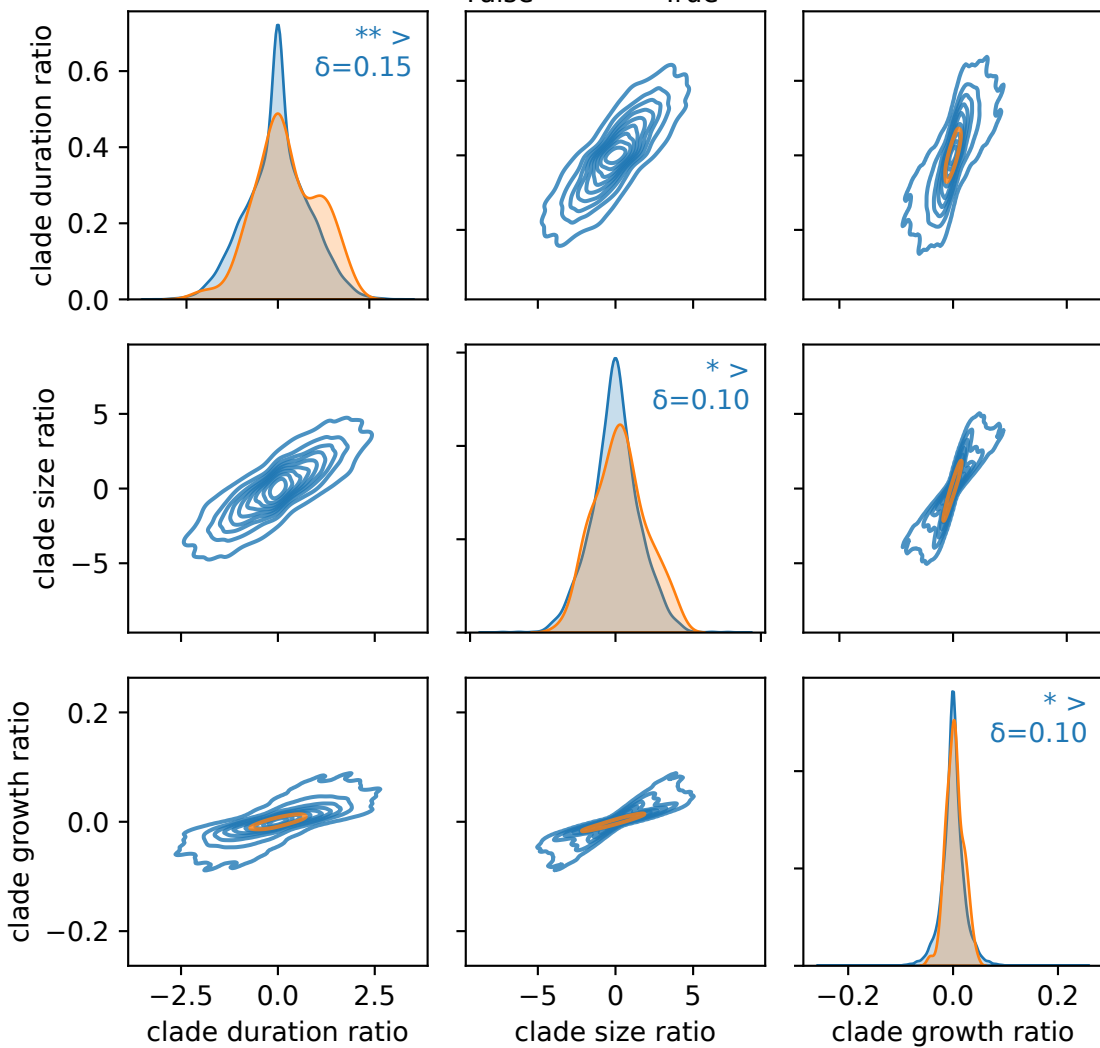 clade duration ratio
0.6
0.4
0.2
0.0
** >
δ=0.15
clade size ratio
5
0
−5
* >
δ=0.10
clade growth ratio
0.2
0.0
−0.2
* >
δ=0.10
−2.5 0.0 2.5
−5 0 5
−0.2 0.0 0.2
clade duration ratio
clade size ratio
clade growth ratio